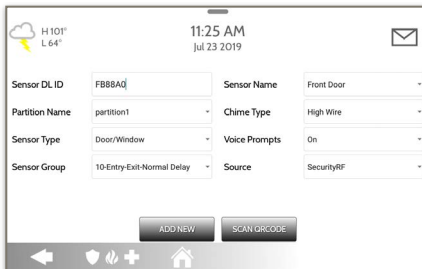 H 101°
L 64°
11:25 AM
Jul 23 2019
Sensor DL ID FB88A0 Sensor Name Front Door
Partition Name partition1 Chime Type High Wire
Sensor Type Door/Window Voice Prompts On
Sensor Group 10-Entry-Exit-Normal Delay Source SecurityRF
ADD NEW SCAN QRCODE